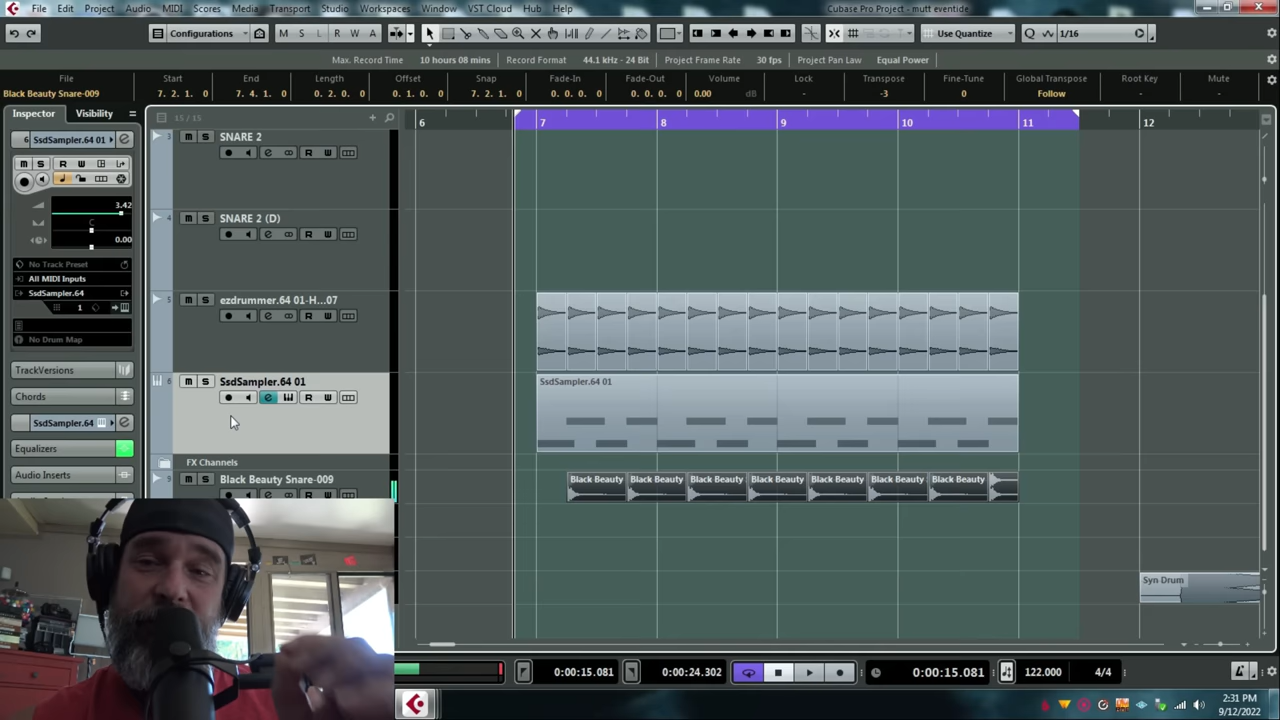 File Edit Project Audio MIDI Scores Media Transport Studio Workspaces Window VST Cloud Hub Help
Cubase Pro Project - mutt eventide
Configurations M S L R W A Use Quantize Q 1/16
Max. Record Time 10 hours 08 mins Record Format 44.1 kHz - 24 Bit Project Frame Rate 30 fps Project Pan Law Equal Power
File Start End Length Offset Snap Fade-In Fade-Out Volume Lock Transpose Fine-Tune Global Transpose Root Key Mute
Black Beauty Snare-009 7. 2. 1. 0 7. 4. 1. 0 0. 2. 0. 0 0. 1. 0. 0 7. 2. 1. 0 0. 0. 0. 0 0. 0. 0. 0 0.00 dB - -3 0 Follow - -
Inspector Visibility
15 / 15
6 7 8 9 10 11 12
6 SsdSampler.64 01
M S R W
3.42
C
0.00
No Track Preset
All MIDI Inputs
SsdSampler.64
1
No Drum Map
TrackVersions
Chords
SsdSampler.64
Equalizers
Audio Inserts
3 M S SNARE 2
R W
4 M S SNARE 2 (D)
R W
5 M S ezdrummer.64 01-H...07
R W
6 M S SsdSampler.64 01
R W
SsdSampler.64 01
FX Channels
9 M S Black Beauty Snare-009
Black Beauty Black Beauty Black Beauty Black Beauty Black Beauty Black Beauty Black Beauty
Syn Drum
0:00:15.081 0:00:24.302 0:00:15.081 122.000 4/4
2:31 PM
9/12/2022